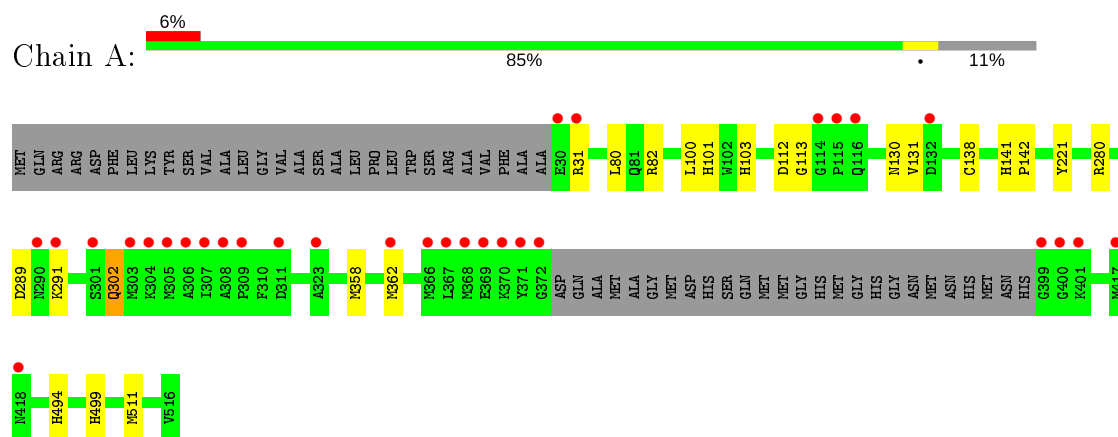 6%
Chain A:
85% • 11%
MET GLN ARG ARG ASP PHE LEU LYS TYR SER VAL ALA LEU GLY VAL ALA SER ALA LEU PRO LEU TRP SER ARG ALA VAL PHE ALA ALA E30 R31 L80 Q81 R82 L100 H101 W102 H103 D112 G113 G114 P115 Q116 N130 V131 D132 C138 H141 P142 Y221 R280
D289 N290 K291 S301 Q302 M303 K304 M305 A306 I307 A308 P309 F310 D311 A323 M358 M362 M366 L367 M368 E369 K370 Y371 G372 ASP GLN ALA MET ALA GLY MET ASP HIS SER GLN MET MET GLY HIS MET GLY HIS GLY ASN MET ASN HIS MET ASN HIS G399 G400 K401 M417
N418 H494 H499 M511 V516